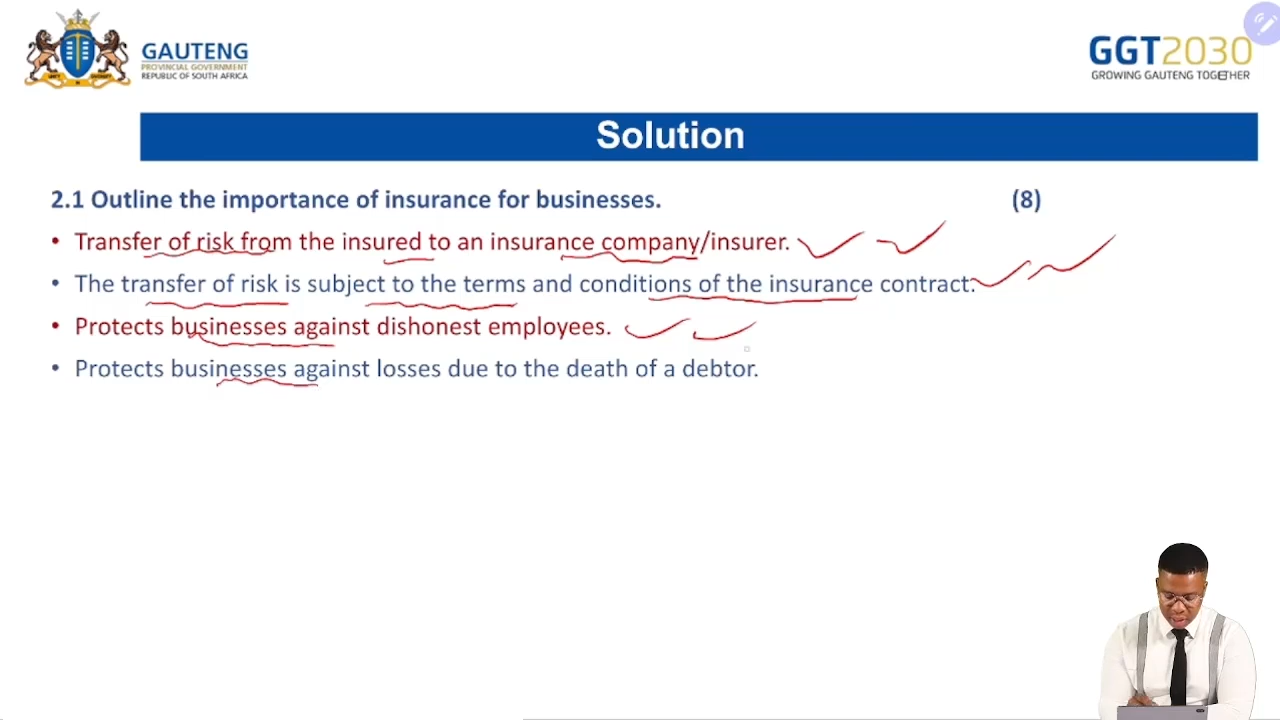 GAUTENG
PROVINCIAL GOVERNMENT
REPUBLIC OF SOUTH AFRICA
GGT2030
GROWING GAUTENG TOGETHER
Solution
2.1 Outline the importance of insurance for businesses. (8)
• Transfer of risk from the insured to an insurance company/insurer.
• The transfer of risk is subject to the terms and conditions of the insurance contract.
• Protects businesses against dishonest employees.
• Protects businesses against losses due to the death of a debtor.